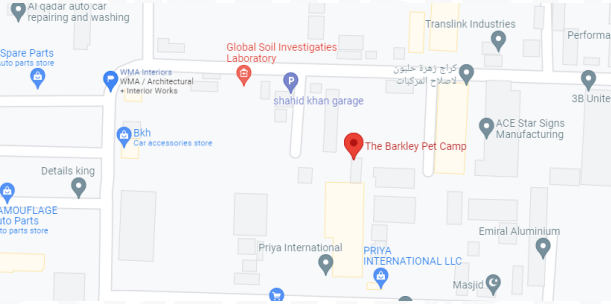 Al qadar auto car
repairing and washing
Translink Industries
Performa
Global Soil Investigaties
Laboratory
Spare Parts
uto parts store
WMA Interiors
WMA / Architectural
+ Interior Works
كراج زهرة حليون
لاصلاح المركبات
P
shahid khan garage
3B Unite
ACE Star Signs
Manufacturing
Bkh
Car accessories store
The Barkley Pet Camp
Details king
AMOUFLAGE
uto Parts
to parts store
Emiral Aluminium
Priya International
PRIYA
INTERNATIONAL LLC
Masjid